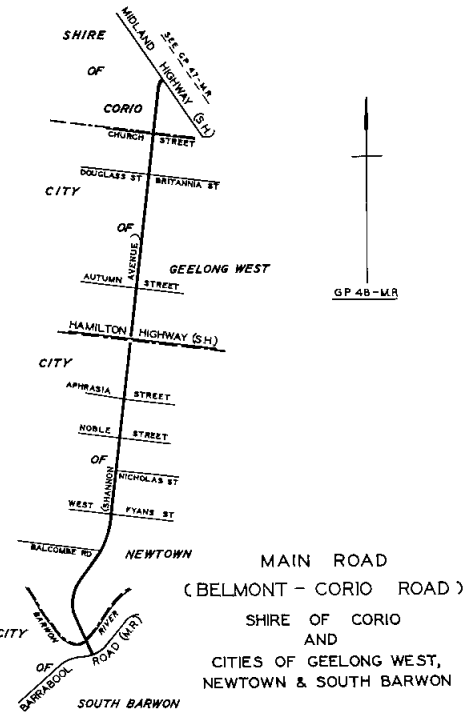 SHIRE
OF
CORIO
MIDLAND HIGHWAY (S.H.)
SEE GP 47-M.R
CHURCH STREET
DOUGLASS ST BRITANNIA ST
CITY
OF
GEELONG WEST
AVENUE)
AUTUMN STREET
GP 48-M.R
HAMILTON HIGHWAY (S.H.)
CITY
APHRASIA STREET
NOBLE STREET
OF
NICHOLAS ST
(SHANNON
WEST FYANS ST
BALCOMBE RD
NEWTOWN
BARWON RIVER
CITY
OF
BARRABOOL ROAD (M.R)
SOUTH BARWON
MAIN ROAD
(BELMONT - CORIO ROAD)
SHIRE OF CORIO
AND
CITIES OF GEELONG WEST,
NEWTOWN & SOUTH BARWON